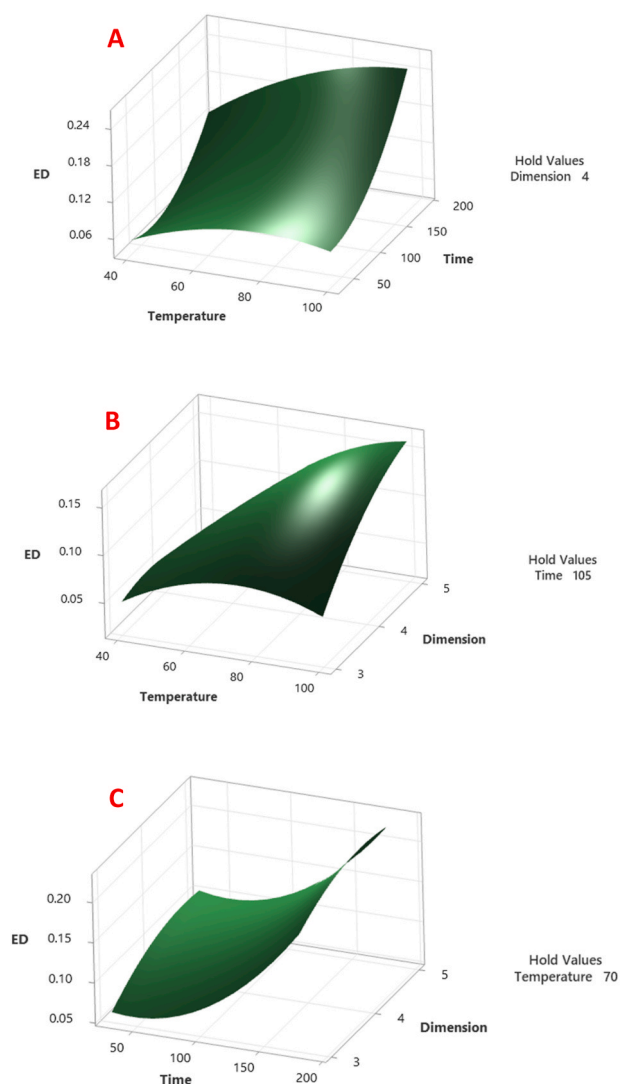 A
0.24
0.18
ED
0.12
0.06
40
60
80
100
Temperature
50
100
150
200
Time
Hold Values
Dimension 4
B
0.15
0.10
ED
0.05
40
60
80
100
Temperature
3
4
5
Dimension
Hold Values
Time 105
C
0.20
0.15
ED
0.10
0.05
50
100
150
200
Time
3
4
5
Dimension
Hold Values
Temperature 70